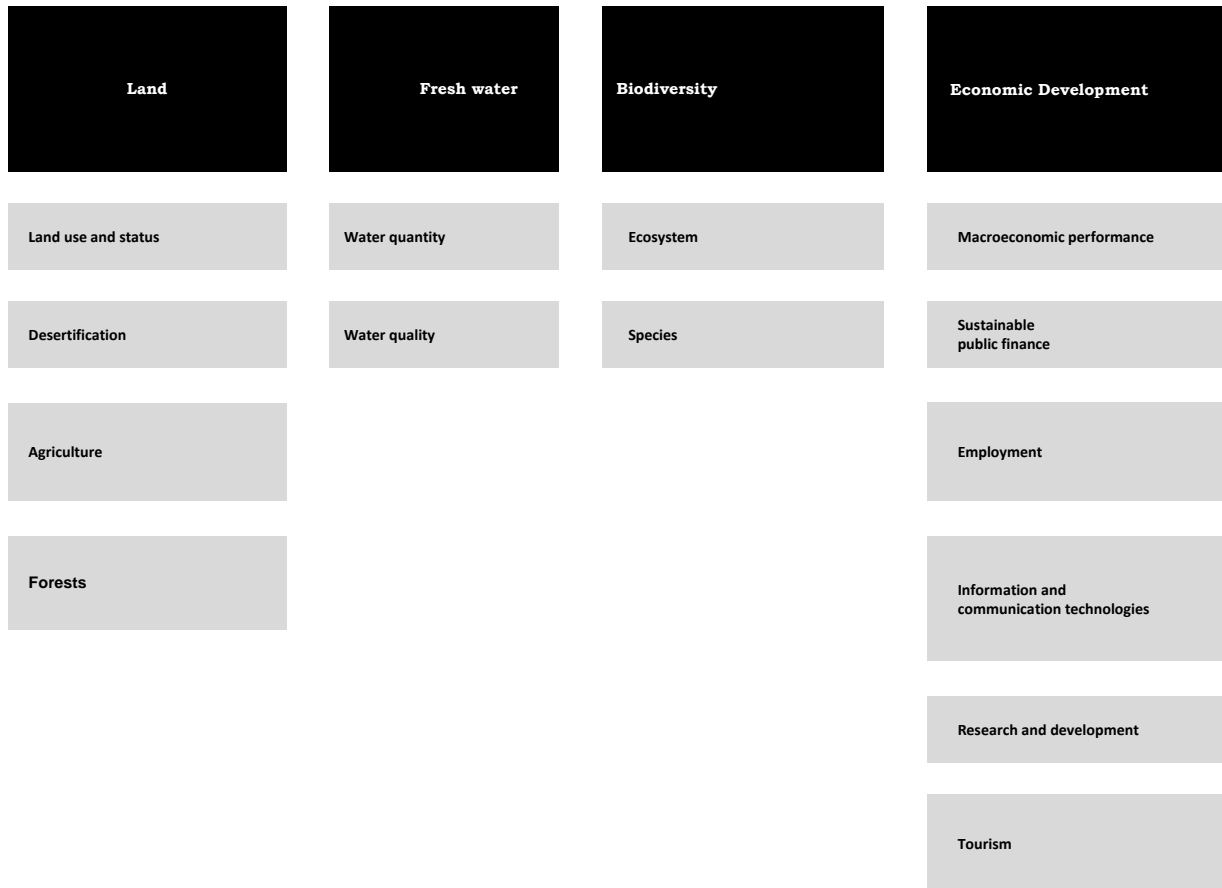 Land
Fresh water
Biodiversity
Economic Development
Land use and status
Water quantity
Ecosystem
Macroeconomic performance
Desertification
Water quality
Species
Sustainable
public finance
Agriculture
Employment
Forests
Information and
communication technologies
Research and development
Tourism